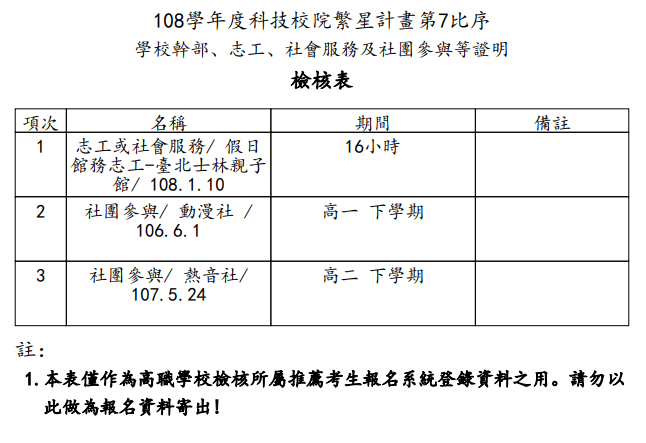 108學年度科技校院繁星計畫第7比序
學校幹部、志工、社會服務及社團參與等證明
檢核表
項次 名稱 期間 備註
1 志工或社會服務/ 假日 16小時
館務志工-臺北士林親子
館/ 108.1.10
2 社團參與/ 動漫社 / 高一 下學期
106.6.1
3 社團參與/ 熱音社/ 高二 下學期
107.5.24
註:
1.本表僅作為高職學校檢核所屬推薦考生報名系統登錄資料之用。請勿以
此做為報名資料寄出!